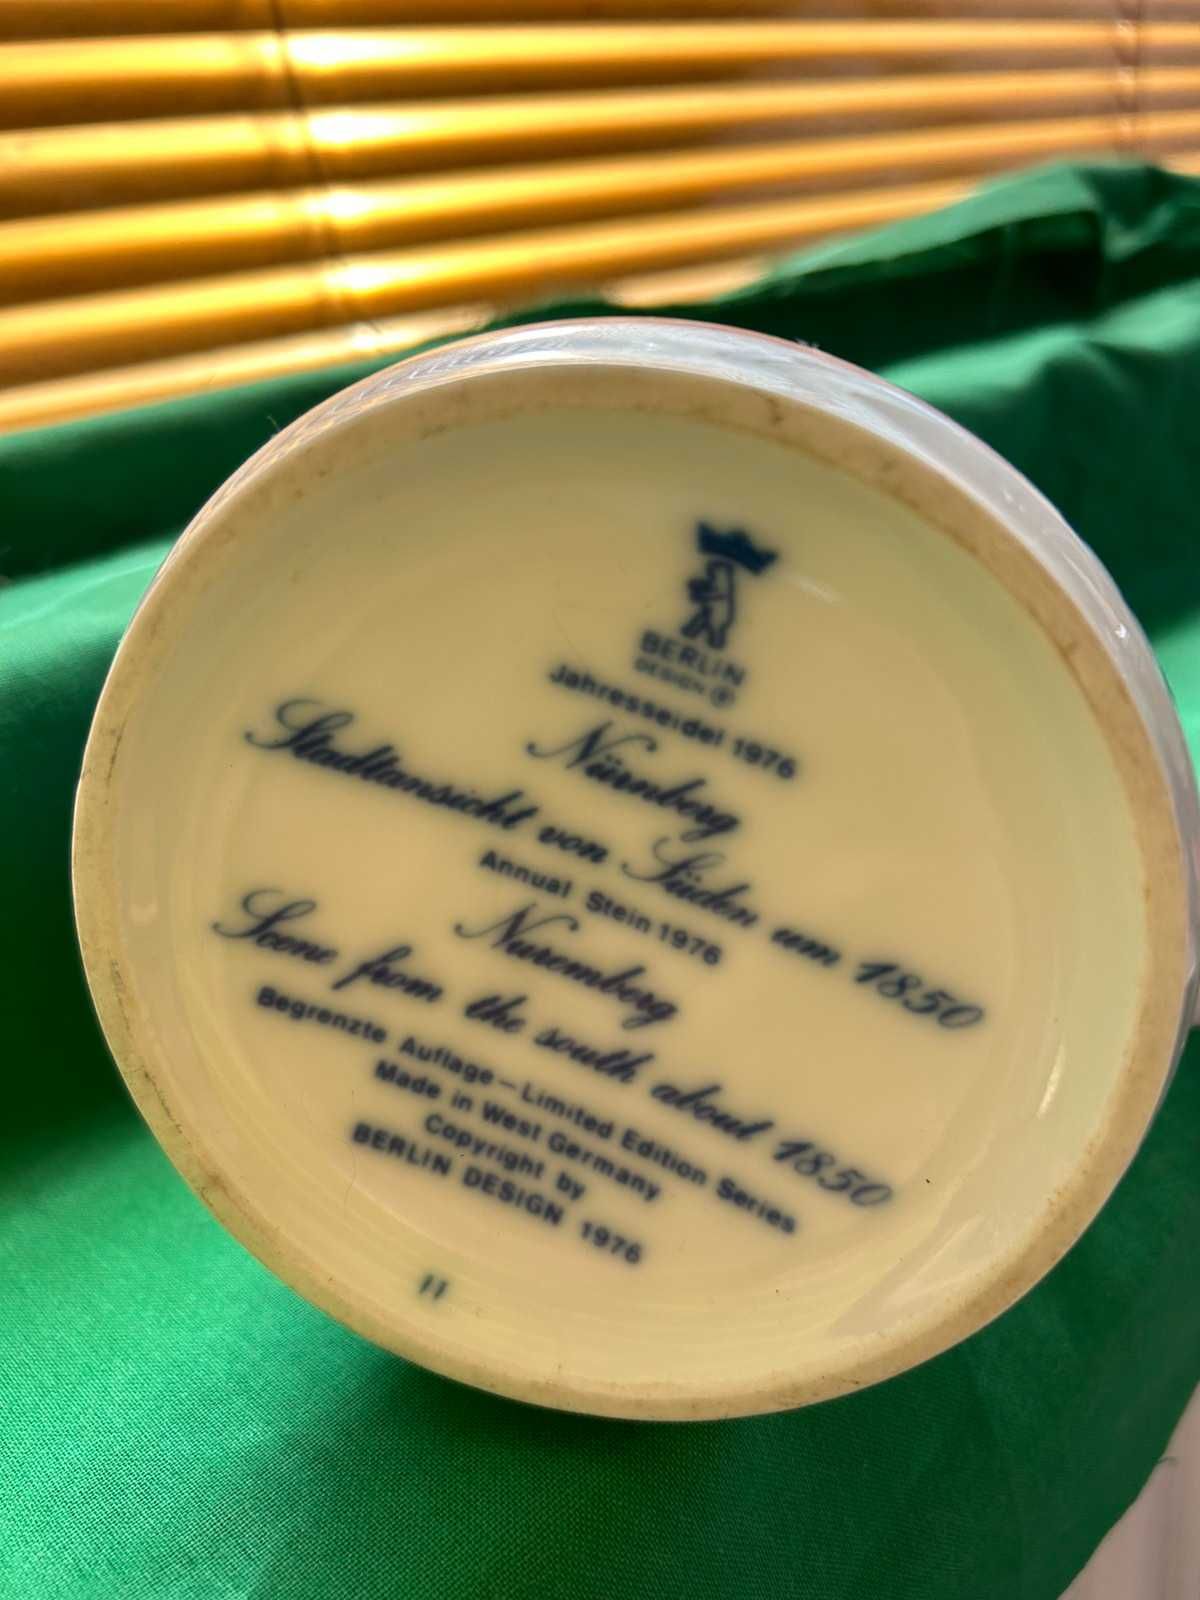 BERLIN
DESIGN ®
Jahresseidel 1976
Nürnberg
Stadtansicht von Süden um 1850
Annual Stein 1976
Nuremberg
Scene from the south about 1850
Begrenzte Auflage – Limited Edition Series
Made in West Germany
Copyright by
BERLIN DESIGN 1976